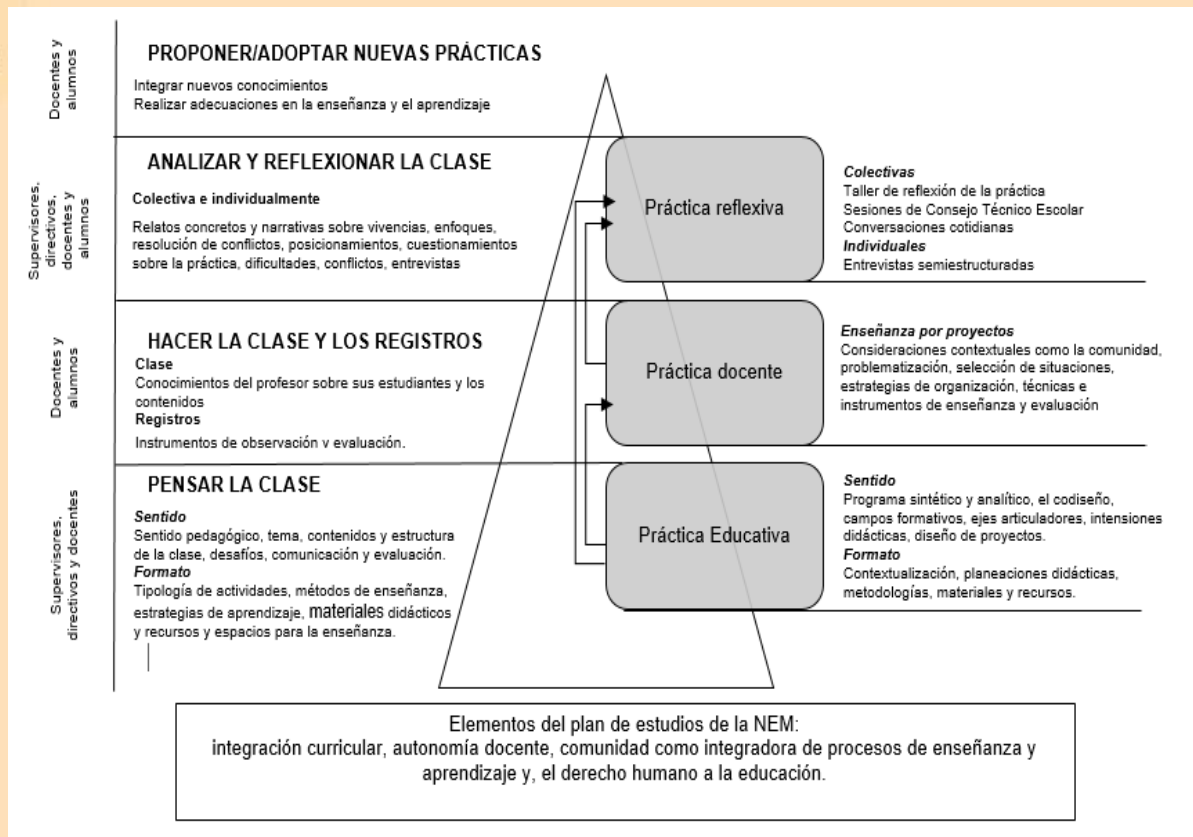 Docentes y
alumnos
PROPONER/ADOPTAR NUEVAS PRÁCTICAS
Integrar nuevos conocimientos
Realizar adecuaciones en la enseñanza y el aprendizaje
Supervisores,
directivos,
docentes y
alumnos
ANALIZAR Y REFLEXIONAR LA CLASE
Colectiva e individualmente
Relatos concretos y narrativas sobre vivencias, enfoques,
resolución de conflictos, posicionamientos, cuestionamientos
sobre la práctica, dificultades, conflictos, entrevistas
Práctica reflexiva
Colectivas
Taller de reflexión de la práctica
Sesiones de Consejo Técnico Escolar
Conversaciones cotidianas
Individuales
Entrevistas semiestructuradas
Docentes y
alumnos
HACER LA CLASE Y LOS REGISTROS
Clase
Conocimientos del profesor sobre sus estudiantes y los
contenidos
Registros
Instrumentos de observación y evaluación.
Práctica docente
Enseñanza por proyectos
Consideraciones contextuales como la comunidad,
problematización, selección de situaciones,
estrategias de organización, técnicas e
instrumentos de enseñanza y evaluación
Supervisores,
directivos y docentes
PENSAR LA CLASE
Sentido
Sentido pedagógico, tema, contenidos y estructura
de la clase, desafíos, comunicación y evaluación.
Formato
Tipología de actividades, métodos de enseñanza,
estrategias de aprendizaje, materiales didácticos
y recursos y espacios para la enseñanza.
Práctica Educativa
Sentido
Programa sintético y analítico, el codiseño,
campos formativos, ejes articuladores, intensiones
didácticas, diseño de proyectos.
Formato
Contextualización, planeaciones didácticas,
metodologías, materiales y recursos.
Elementos del plan de estudios de la NEM:
integración curricular, autonomía docente, comunidad como integradora de procesos de enseñanza y
aprendizaje y, el derecho humano a la educación.